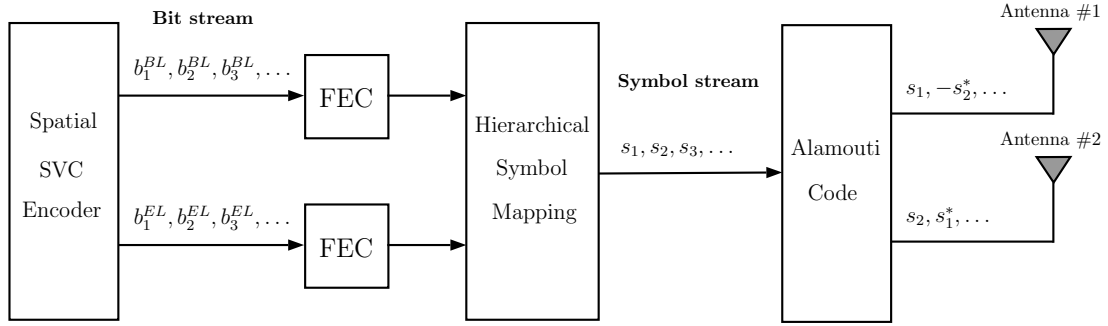 Bit stream
Antenna #1
b_1^{BL}, b_2^{BL}, b_3^{BL}, . . .
FEC
Symbol stream
s_1, −s_2^*, . . .
Spatial
SVC
Encoder
Hierarchical
Symbol
Mapping
s_1, s_2, s_3, . . .
Alamouti
Code
Antenna #2
b_1^{EL}, b_2^{EL}, b_3^{EL}, . . .
FEC
s_2, s_1^*, . . .